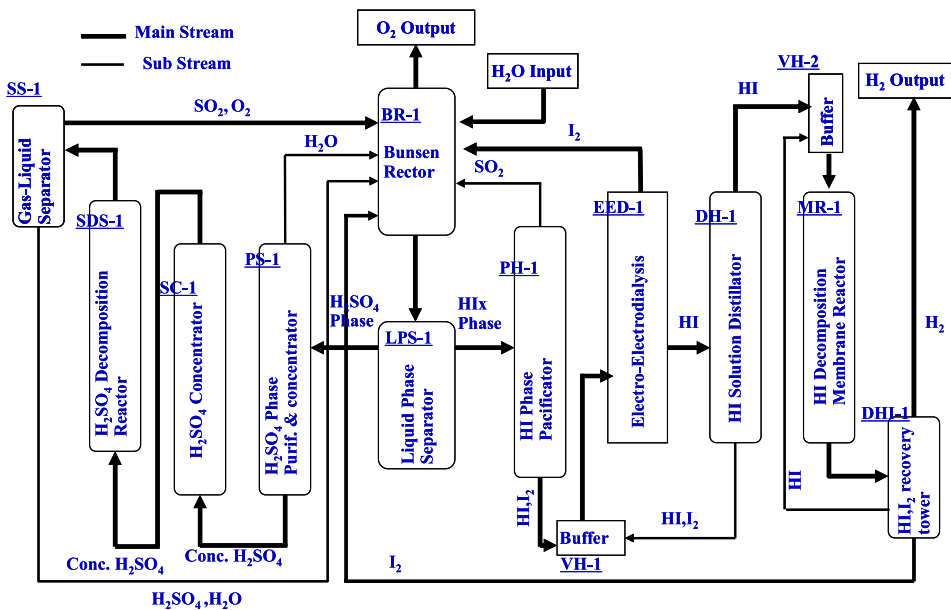 Main Stream
Sub Stream
O₂ Output
H₂O Input
VH-2
H₂ Output
SS-1
Gas-Liquid
Separator
SO₂, O₂
BR-1
Bunsen
Rector
H₂O
I₂
SO₂
HI
Buffer
SDS-1
H₂SO₄ Decomposition
Reactor
SC-1
H₂SO₄ Concentrator
PS-1
H₂SO₄ Phase
Purif. & concentrator
H₂SO₄
Phase
LPS-1
Liquid Phase
Separator
HIx
Phase
PH-1
HI Phase
Pacificator
EED-1
Electro-Electrodialysis
HI
DH-1
HI Solution Distillator
MR-1
HI Decomposition
Membrane Reactor
H₂
DHI-1
HI,I₂ recovery
tower
HI
HI,I₂
Buffer
VH-1
HI,I₂
Conc. H₂SO₄
Conc. H₂SO₄
I₂
H₂SO₄ ,H₂O